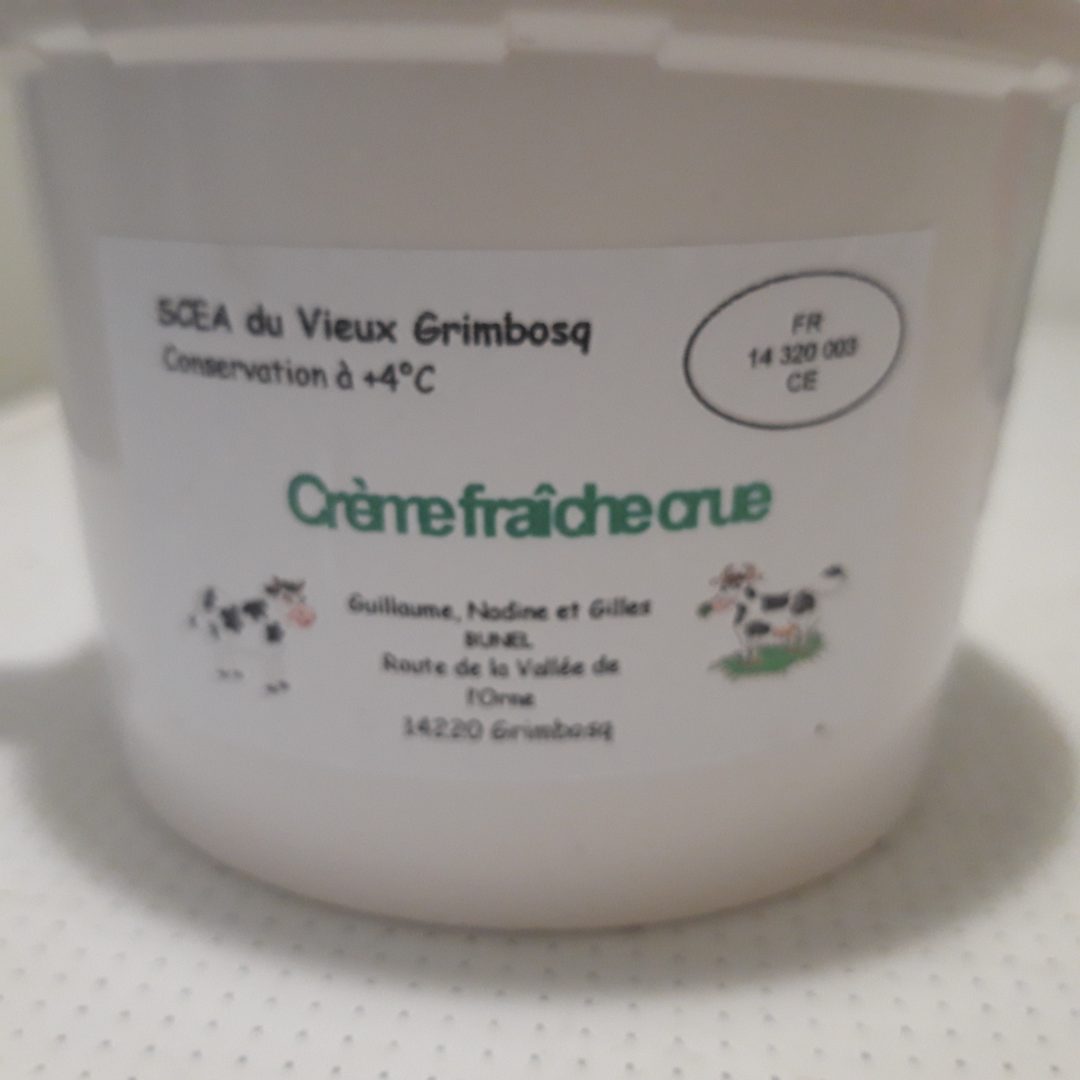 SCEA du Vieux Grimbosq
Conservation à +4°C
FR
14 320 003
CE
Crème fraîche crue
Guillaume, Nadine et Gilles
BUNEL
Route de la Vallée de
l'Orne
14220 Grimbosq